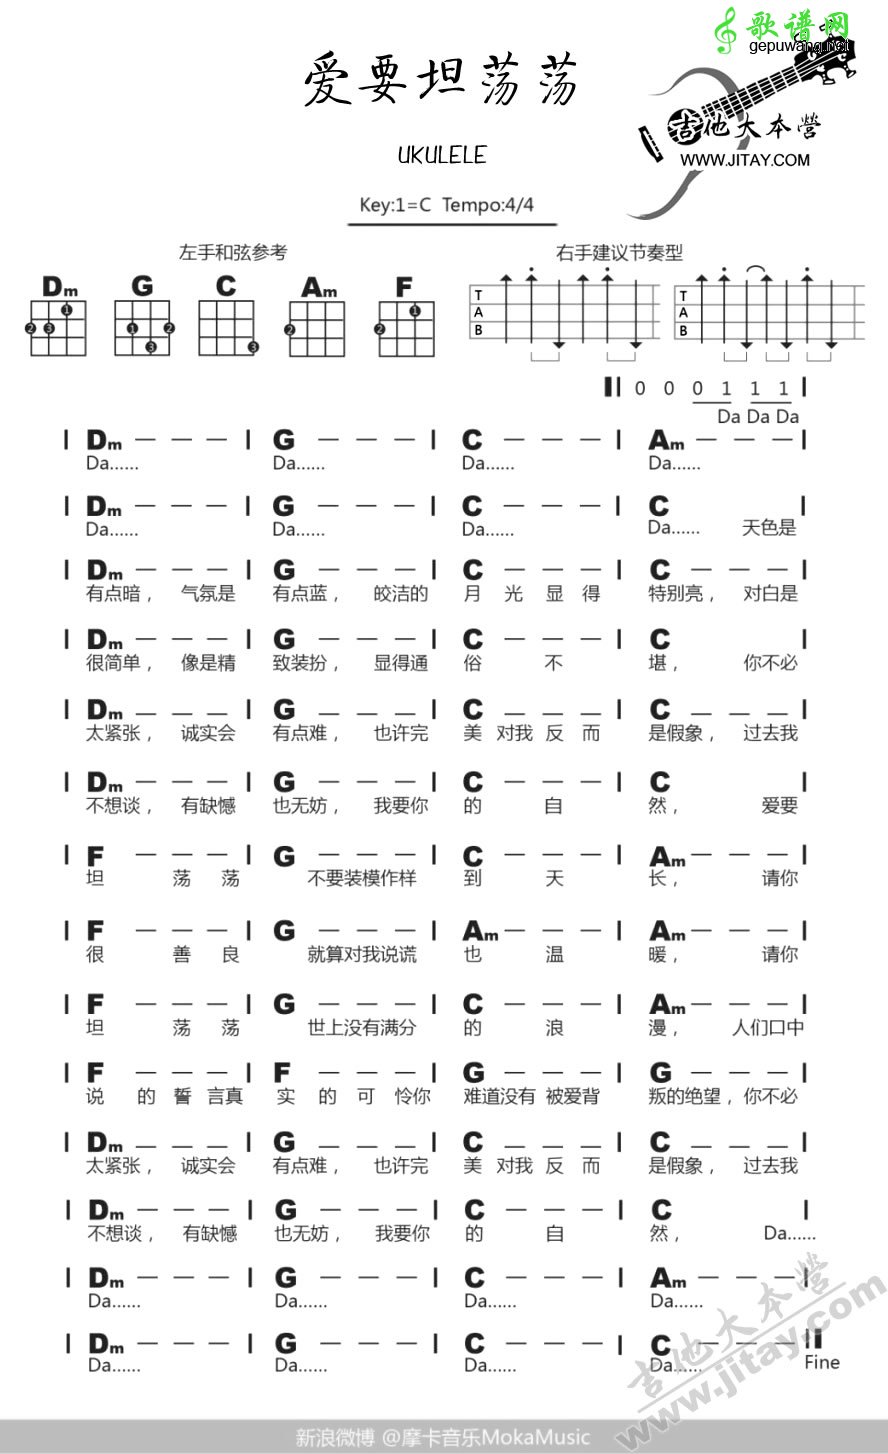 歌谱网
gepuwang.net
爱要坦荡荡
吉他大本营
WWW.JITAY.COM
UKULELE
Key:1=C Tempo:4/4
左手和弦参考 右手建议节奏型
Dm G C Am F
T A B T A B
0 0 0 1 1 1
Da Da Da
Dm — — — G — — — C — — — Am — — —
Da…… Da…… Da…… Da……
Dm — — — G — — — C — — — C
Da…… Da…… Da…… Da…… 天色是
Dm — — — G — — — C — — — C — — —
有点暗， 气氛是 有点蓝， 皎洁的 月 光 显 得 特别亮， 对白是
Dm — — — G — — — C — — — C
很简单， 像是精 致装扮， 显得通 俗 不 堪， 你不必
Dm — — — G — — — C — — — C — — —
太紧张， 诚实会 有点难， 也许完 美 对我 反 而 是假象， 过去我
Dm — — — G — — — C — — — C
不想谈， 有缺憾 也无妨， 我要你 的 自 然， 爱要
F — — — G — — — C — — — Am — — —
坦 荡 荡 不要装模作样 到 天 长， 请你
F — — — G — — — Am — — — Am — — —
很 善 良 就算对我说谎 也 温 暖， 请你
F — — — G — — — C — — — Am — — —
坦 荡 荡 世上没有满分 的 浪 漫， 人们口中
F — — — F — — — G — — — G — — —
说 的 誓 言真 实 的 可 怜你 难道没有 被爱背 叛的绝望，你不必
Dm — — — G — — — C — — — C — — —
太紧张， 诚实会 有点难， 也许完 美 对我 反 而 是假象， 过去我
Dm — — — G — — — C — — — C
不想谈， 有缺憾 也无妨， 我要你 的 自 然， Da……
Dm — — — G — — — C — — — Am — — —
Da…… Da…… Da…… Da……
Dm — — — G — — — C — — — C — — —
Da…… Da…… Da…… Da…… Fine
吉他大本营
www.jitay.com
新浪微博 @摩卡音乐MokaMusic